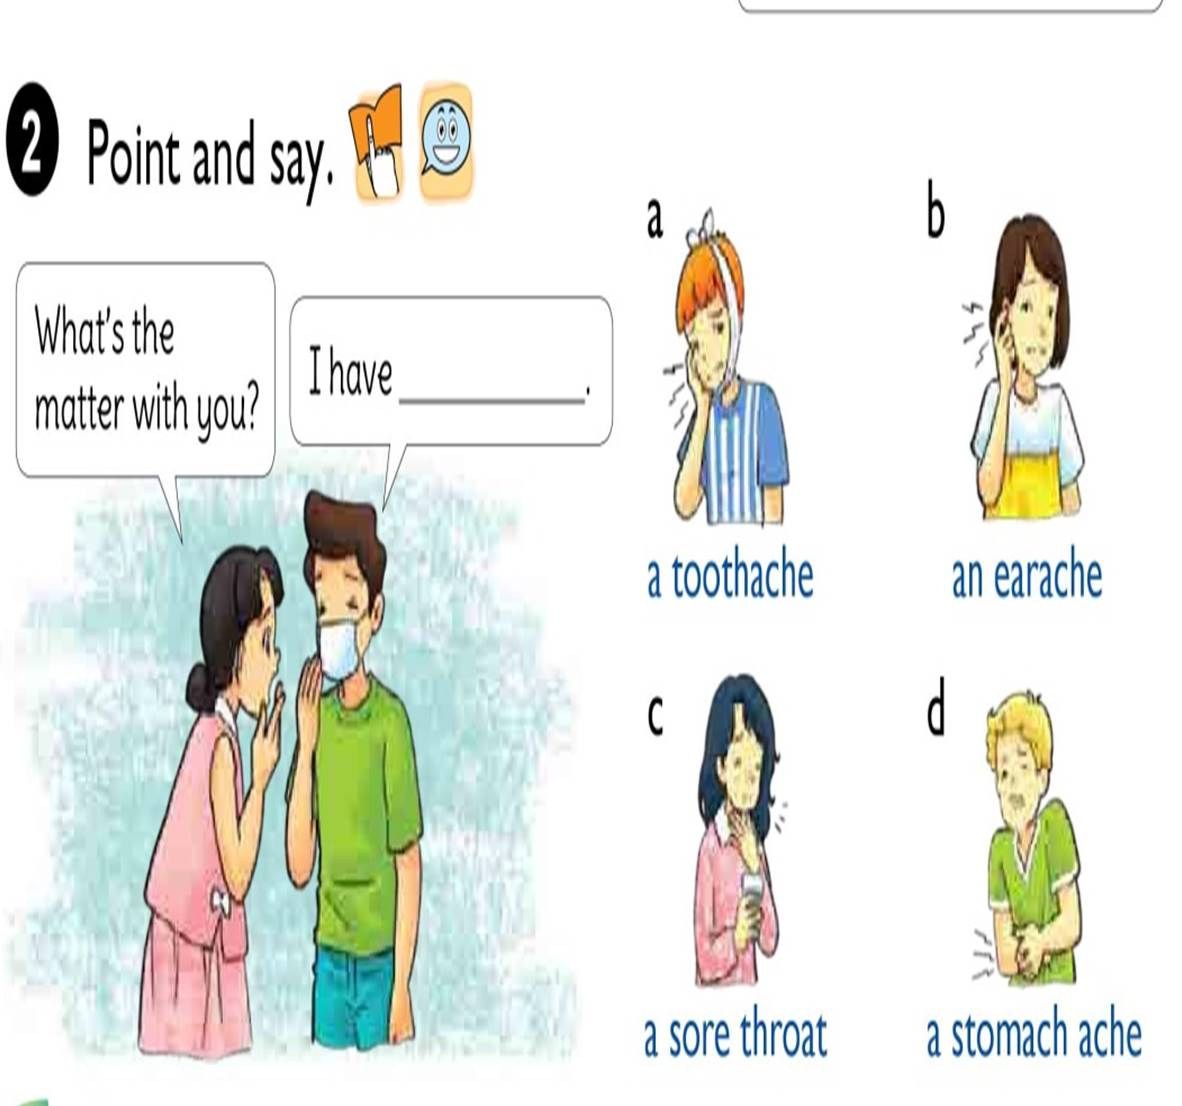 2 Point and say.
What's the
matter with you?
I have ____________.
a
a toothache
b
an earache
c
a sore throat
d
a stomach ache